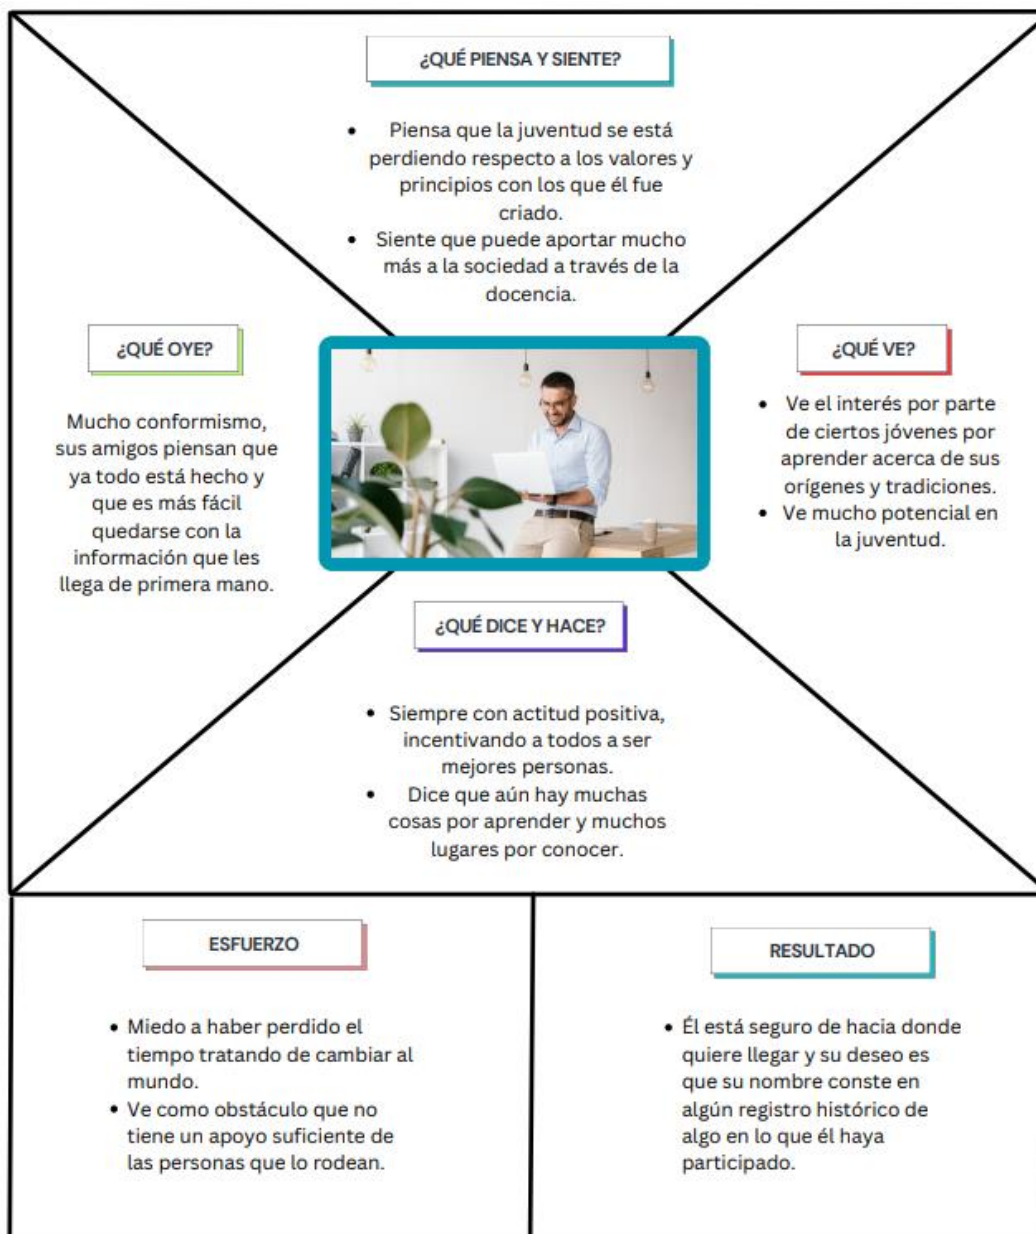 ¿QUÉ PIENSA Y SIENTE?
• Piensa que la juventud se está
perdiendo respecto a los valores y
principios con los que él fue
criado.
• Siente que puede aportar mucho
más a la sociedad a través de la
docencia.
¿QUÉ OYE?
Mucho conformismo,
sus amigos piensan que
ya todo está hecho y
que es más fácil
quedarse con la
información que les
llega de primera mano.
¿QUÉ VE?
• Ve el interés por parte
de ciertos jóvenes por
aprender acerca de sus
orígenes y tradiciones.
• Ve mucho potencial en
la juventud.
¿QUÉ DICE Y HACE?
• Siempre con actitud positiva,
incentivando a todos a ser
mejores personas.
• Dice que aún hay muchas
cosas por aprender y muchos
lugares por conocer.
ESFUERZO
• Miedo a haber perdido el
tiempo tratando de cambiar al
mundo.
• Ve como obstáculo que no
tiene un apoyo suficiente de
las personas que lo rodean.
RESULTADO
• Él está seguro de hacia donde
quiere llegar y su deseo es
que su nombre conste en
algún registro histórico de
algo en lo que él haya
participado.